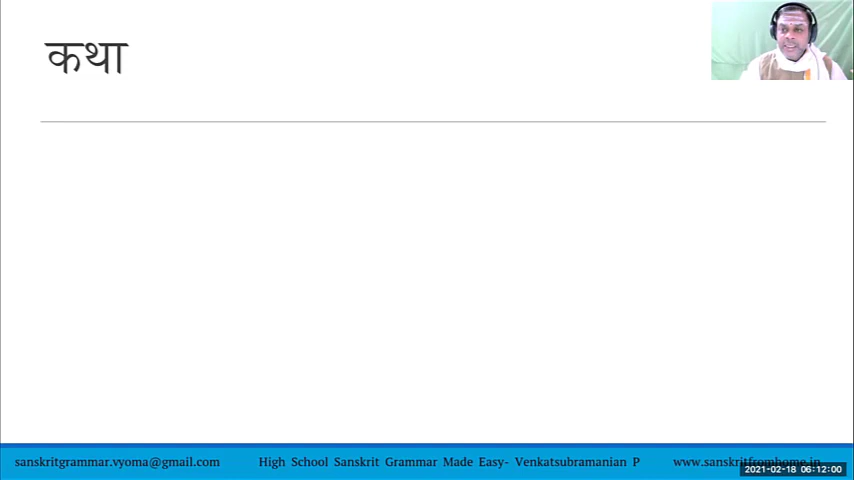 कथा
sanskritgrammar.vyoma@gmail.com High School Sanskrit Grammar Made Easy- Venkatsubramanian P www.sanskritfromhome.in
2021-02-18 06:12:00